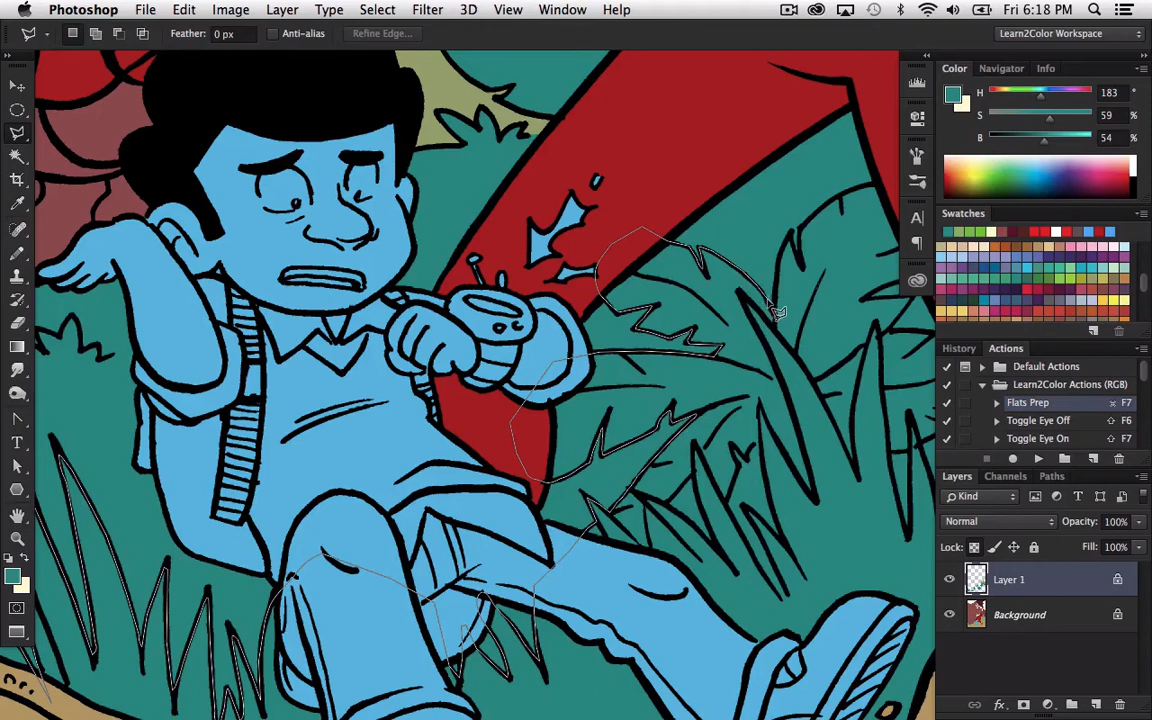 Photoshop File Edit Image Layer Type Select Filter 3D View Window Help Fri 6:18 PM
Feather: 0 px Anti-alias Refine Edge... Learn2Color Workspace
Color Navigator Info
H 183 °
S 59 %
B 54 %
Swatches
History Actions
Default Actions
Learn2Color Actions (RGB)
Flats Prep F7
Toggle Eye Off F6
Toggle Eye On F7
Layers Channels Paths
Kind
Normal Opacity: 100%
Lock: Fill: 100%
Layer 1
Background